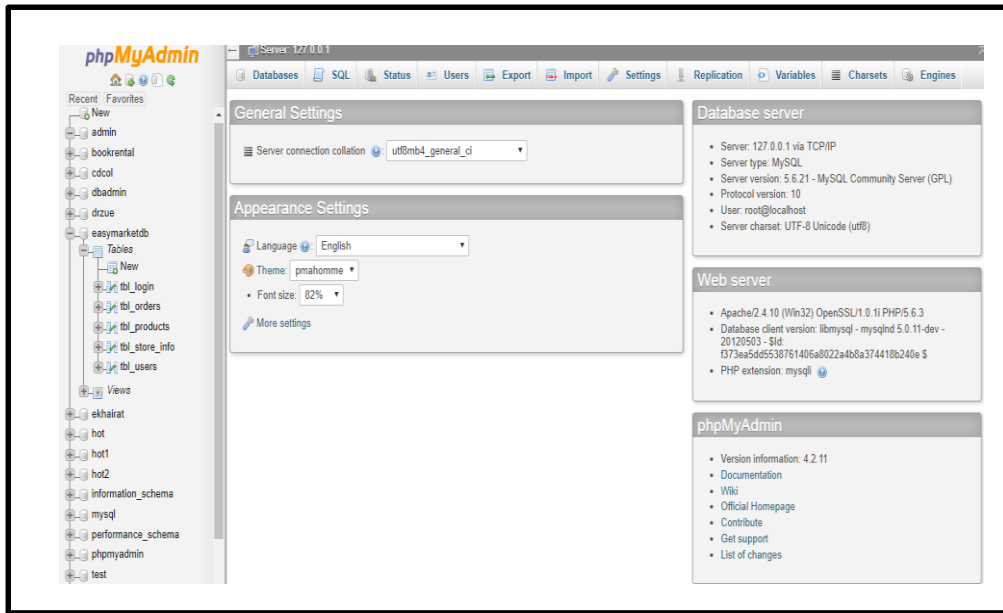 phpMyAdmin
Recent Favorites
New
admin
bookrental
cdcol
dbadmin
drzue
easymarketdb
Tables
New
tbl_login
tbl_orders
tbl_products
tbl_store_info
tbl_users
Views
ekhairat
hot
hot1
hot2
information_schema
mysql
performance_schema
phpmyadmin
test
Server: 127.0.0.1
Databases SQL Status Users Export Import Settings Replication Variables Charsets Engines
General Settings
Server connection collation : utf8mb4_general_ci
Appearance Settings
Language : English
Theme: pmahomme
• Font size: 82%
More settings
Database server
• Server: 127.0.0.1 via TCP/IP
• Server type: MySQL
• Server version: 5.6.21 - MySQL Community Server (GPL)
• Protocol version: 10
• User: root@localhost
• Server charset: UTF-8 Unicode (utf8)
Web server
• Apache/2.4.10 (Win32) OpenSSL/1.0.1i PHP/5.6.3
• Database client version: libmysql - mysqlnd 5.0.11-dev -
20120503 - $Id:
f373ea5dd5538761406a8022a4b8a374418b240e $
• PHP extension: mysqli
phpMyAdmin
• Version information: 4.2.11
• Documentation
• Wiki
• Official Homepage
• Contribute
• Get support
• List of changes